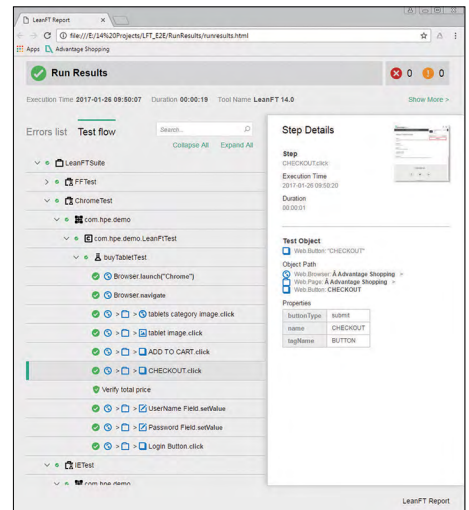 LeanFT Report
file:///E:/14%20Projects/LFT_E2E/RunResults/runresults.html
Apps Advantage Shopping
Run Results
0 0
Execution Time 2017-01-26 09:50:07 Duration 00:00:19 Tool Name LeanFT 14.0 Show More >
Errors list Test flow
Search...
Collapse All Expand All
LeanFTSuite
FFTest
ChromeTest
com.hpe.demo
com.hpe.demo.LeanFtTest
buyTabletTest
Browser.launch("Chrome")
Browser.navigate
> > tablets category image.click
> > tablet image.click
> > ADD TO CART.click
> > CHECKOUT.click
Verify total price
> > UserName Field.setValue
> > Password Field.setValue
> > Login Button.click
IETest
com.hpe.demo
Step Details
Step
CHECKOUT.click
Execution Time
2017-01-26 09:50:20
Duration
00:00:01
Test Object
Web.Button: "CHECKOUT"
Object Path
Web.Browser: Â Advantage Shopping »
Web.Page: Â Advantage Shopping »
Web.Button: CHECKOUT
Properties
buttonType submit
name CHECKOUT
tagName BUTTON
LeanFT Report